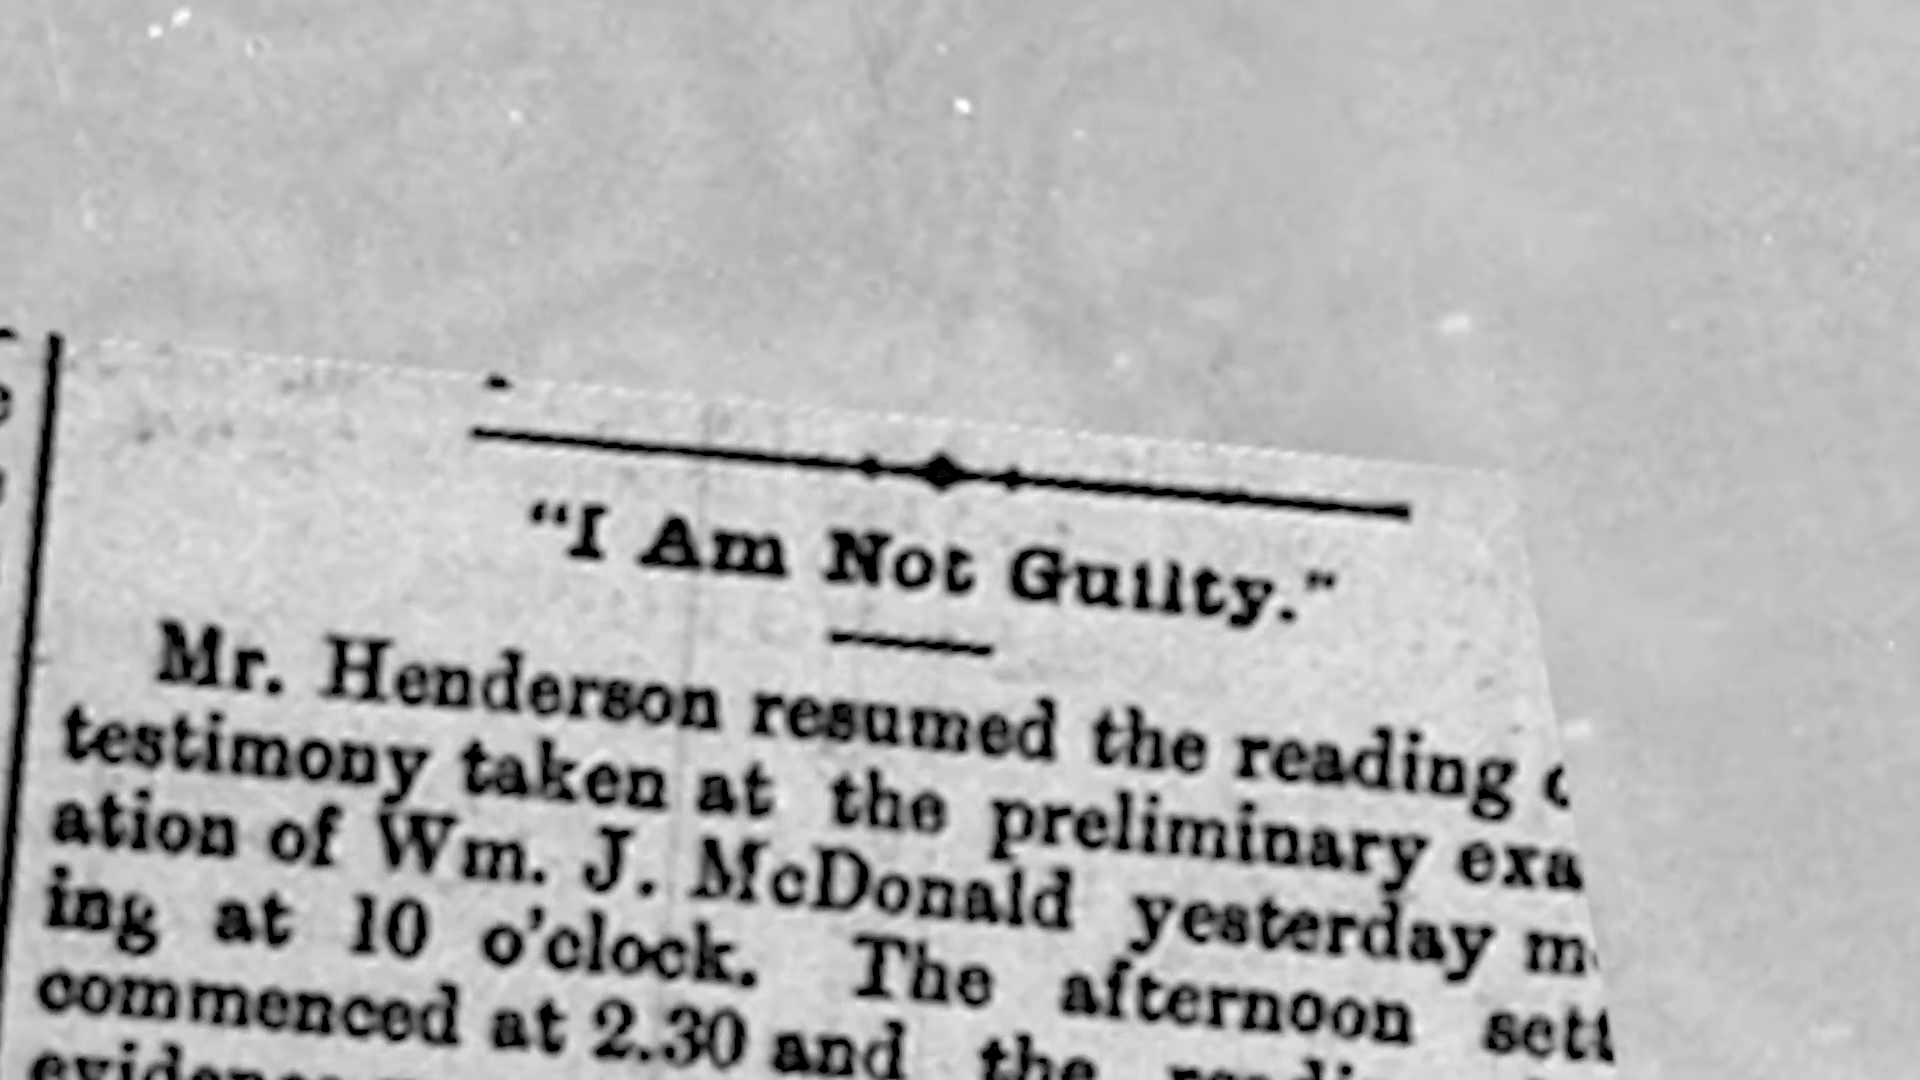 "I Am Not Guilty."
Mr. Henderson resumed the reading
testimony taken at the preliminary exa
ation of Wm. J. McDonald yesterday m
ing at 10 o'clock. The afternoon
commenced at 2.30 and the